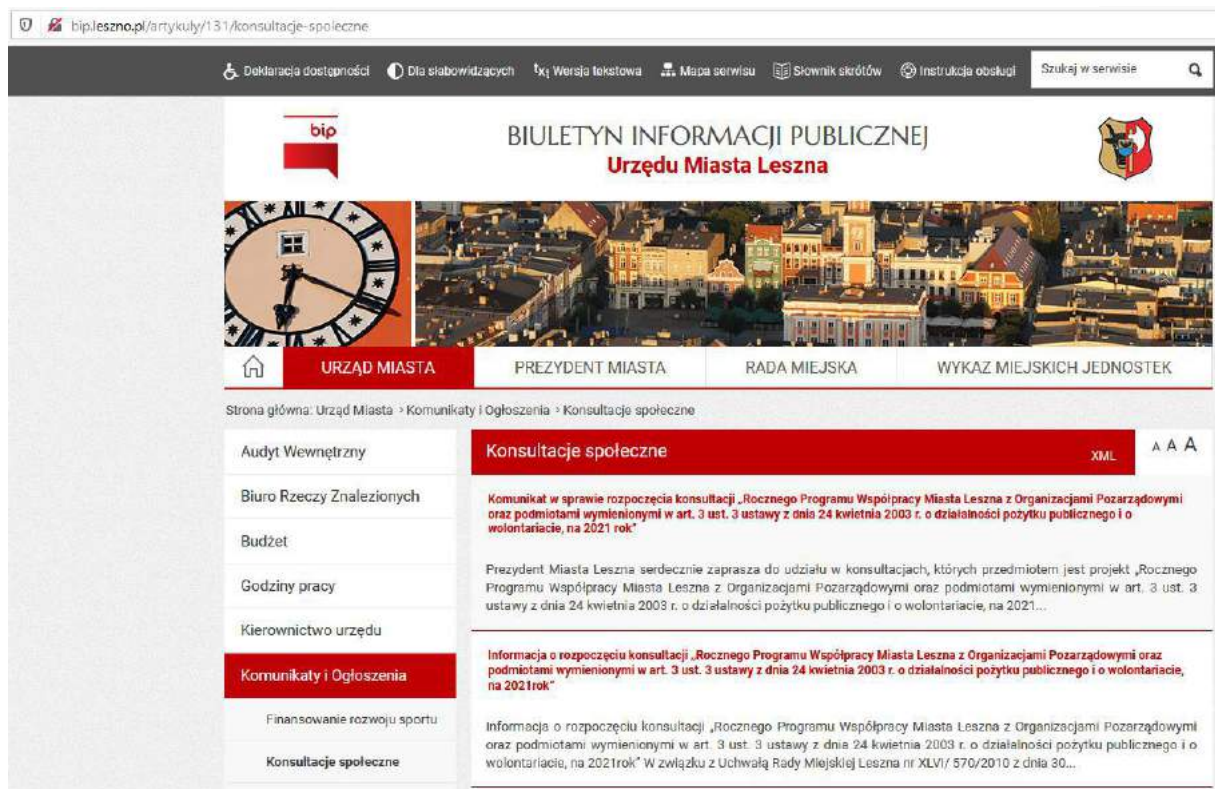 bip.leszno.pl/artykuly/131/konsultacje-spoleczne
Deklaracja dostępności Dla słabowidzących Wersja tekstowa Mapa serwisu Słownik skrótów Instrukcja obsługi Szukaj w serwisie
bip
BIULETYN INFORMACJI PUBLICZNEJ
Urzędu Miasta Leszna
URZĄD MIASTA PREZYDENT MIASTA RADA MIEJSKA WYKAZ MIEJSKICH JEDNOSTEK
Strona główna: Urząd Miasta › Komunikaty i Ogłoszenia › Konsultacje społeczne
Audyt Wewnętrzny
Biuro Rzeczy Znalezionych
Budżet
Godziny pracy
Kierownictwo urzędu
Komunikaty i Ogłoszenia
Finansowanie rozwoju sportu
Konsultacje społeczne
Konsultacje społeczne XML A A A
Komunikat w sprawie rozpoczęcia konsultacji „Rocznego Programu Współpracy Miasta Leszna z Organizacjami Pozarządowymi
oraz podmiotami wymienionymi w art. 3 ust. 3 ustawy z dnia 24 kwietnia 2003 r. o działalności pożytku publicznego i o
wolontariacie, na 2021 rok"
Prezydent Miasta Leszna serdecznie zaprasza do udziału w konsultacjach, których przedmiotem jest projekt „Rocznego
Programu Współpracy Miasta Leszna z Organizacjami Pozarządowymi oraz podmiotami wymienionymi w art. 3 ust. 3
ustawy z dnia 24 kwietnia 2003 r. o działalności pożytku publicznego i o wolontariacie, na 2021...
Informacja o rozpoczęciu konsultacji „Rocznego Programu Współpracy Miasta Leszna z Organizacjami Pozarządowymi oraz
podmiotami wymienionymi w art. 3 ust. 3 ustawy z dnia 24 kwietnia 2003 r. o działalności pożytku publicznego i o wolontariacie,
na 2021rok"
Informacja o rozpoczęciu konsultacji „Rocznego Programu Współpracy Miasta Leszna z Organizacjami Pozarządowymi
oraz podmiotami wymienionymi w art. 3 ust. 3 ustawy z dnia 24 kwietnia 2003 r. o działalności pożytku publicznego i o
wolontariacie, na 2021rok" W związku z Uchwałą Rady Miejskiej Leszna nr XLVI/ 570/2010 z dnia 30...